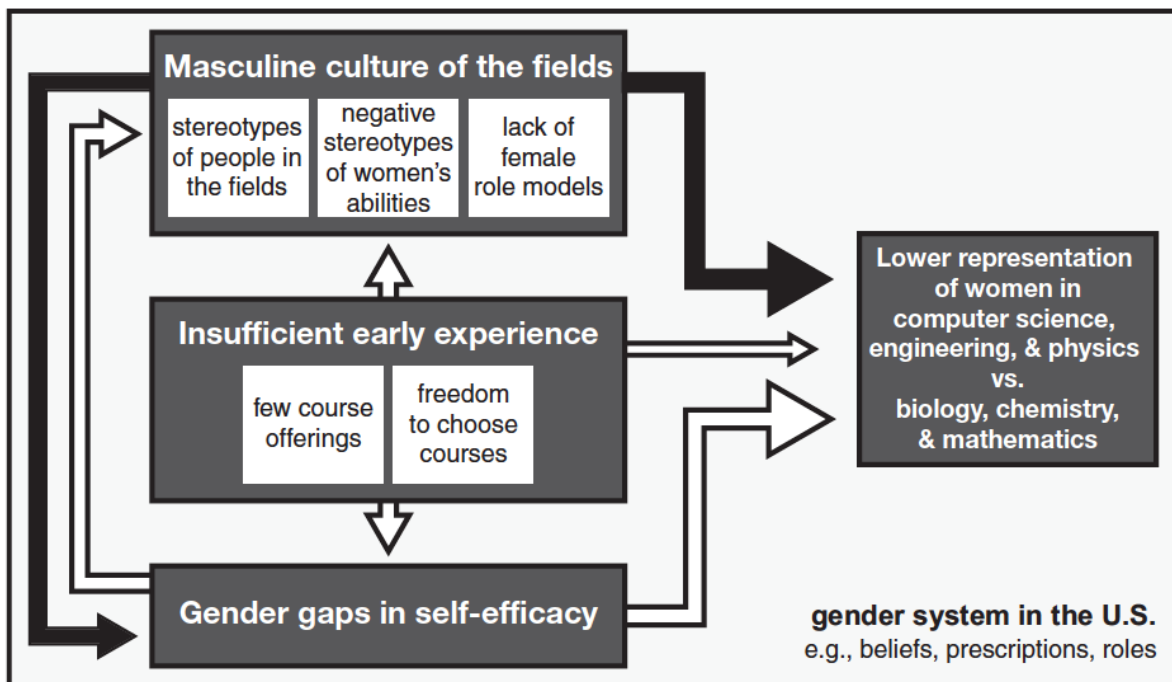 Masculine culture of the fields
stereotypes
of people in
the fields
negative
stereotypes
of women’s
abilities
lack of
female
role models
Insufficient early experience
few course
offerings
freedom
to choose
courses
Gender gaps in self-efficacy
Lower representation
of women in
computer science,
engineering, & physics
vs.
biology, chemistry,
& mathematics
gender system in the U.S.
e.g., beliefs, prescriptions, roles